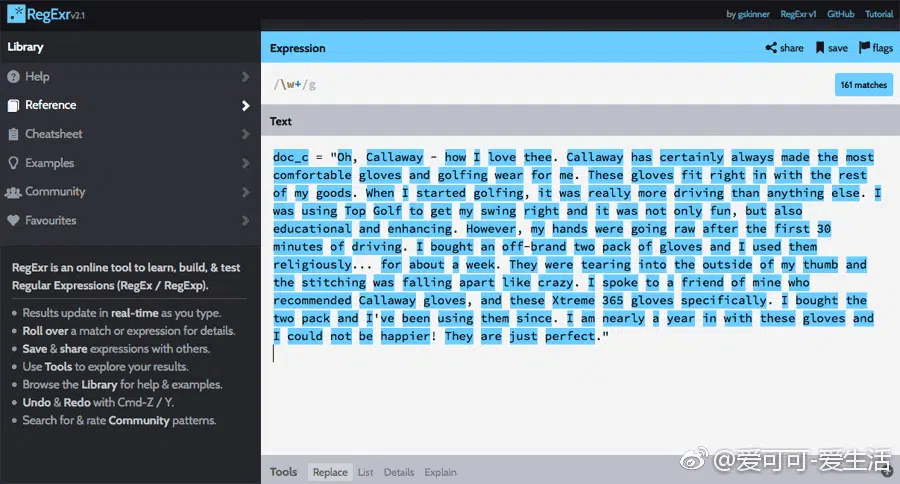 RegExr v2.1
by gskinner RegExr v1 GitHub Tutorial
Library
Help
Reference
Cheatsheet
Examples
Community
Favourites
RegExr is an online tool to learn, build, & test
Regular Expressions (RegEx / RegExp).
Results update in real-time as you type.
Roll over a match or expression for details.
Save & share expressions with others.
Use Tools to explore your results.
Browse the Library for help & examples.
Undo & Redo with Cmd-Z / Y.
Search for & rate Community patterns.
Expression share save flags
/\w+/g 161 matches
Text
doc_c = "Oh, Callaway - how I love thee. Callaway has certainly always made the most
comfortable gloves and golfing wear for me. These gloves fit right in with the rest
of my goods. When I started golfing, it was really more driving than anything else. I
was using Top Golf to get my swing right and it was not only fun, but also
educational and enhancing. However, my hands were going raw after the first 30
minutes of driving. I bought an off-brand two pack of gloves and I used them
religiously... for about a week. They were tearing into the outside of my thumb and
the stitching was falling apart like crazy. I spoke to a friend of mine who
recommended Callaway gloves, and these Xtreme 365 gloves specifically. I bought the
two pack and I've been using them since. I am nearly a year in with these gloves and
I could not be happier! They are just perfect."
Tools Replace List Details Explain
@爱可可-爱生活